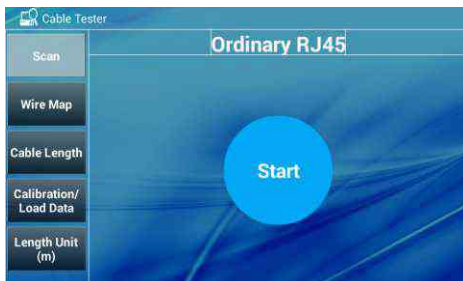 Cable Tester
Ordinary RJ45
Scan
Wire Map
Cable Length
Calibration/
Load Data
Length Unit
(m)
Start